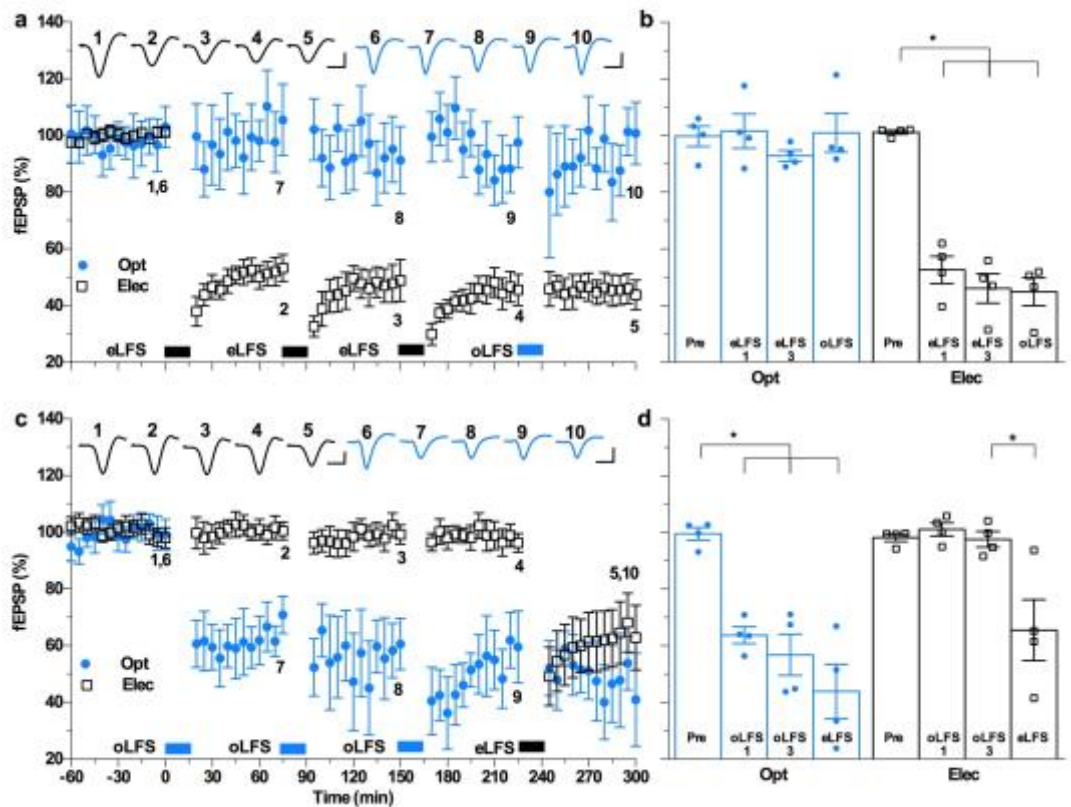 a
140
120
100
80
60
40
20
fEPSP (%)
1 2 3 4 5 6 7 8 9 10
1,6
7
8
9
10
Opt
Elec
2
3
4
5
eLFS eLFS eLFS oLFS
b
*
Pre eLFS 1 eLFS 3 oLFS Pre eLFS 1 eLFS 3 oLFS
Opt Elec
c
140
120
100
80
60
40
20
fEPSP (%)
1 2 3 4 5 6 7 8 9 10
1,6
2
3
4
5,10
Opt
Elec
7
8
9
oLFS oLFS oLFS eLFS
-60 -30 0 30 60 90 120 150 180 210 240 270 300
Time (min)
d
* *
Pre oLFS 1 oLFS 3 eLFS Pre oLFS 1 oLFS 3 eLFS
Opt Elec